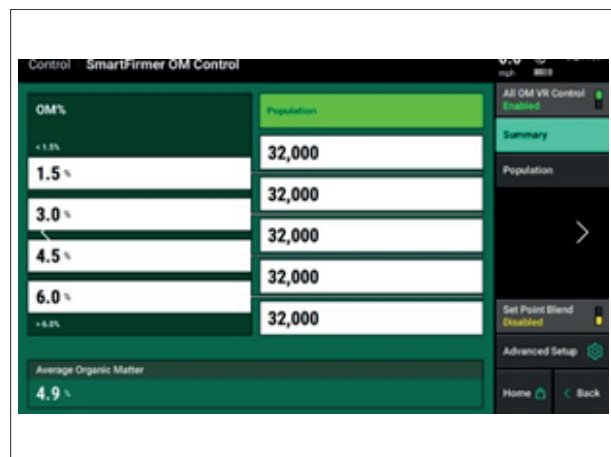 Control SmartFirmer OM Control
mph
All OM VR Control
Enabled
OM%
Population
Summary
< 1.5%
32,000
1.5 %
Population
32,000
3.0 %
32,000
4.5 %
32,000
6.0 %
> 6.0%
32,000
Set Point Blend
Disabled
Advanced Setup
Average Organic Matter
4.9 %
Home
Back